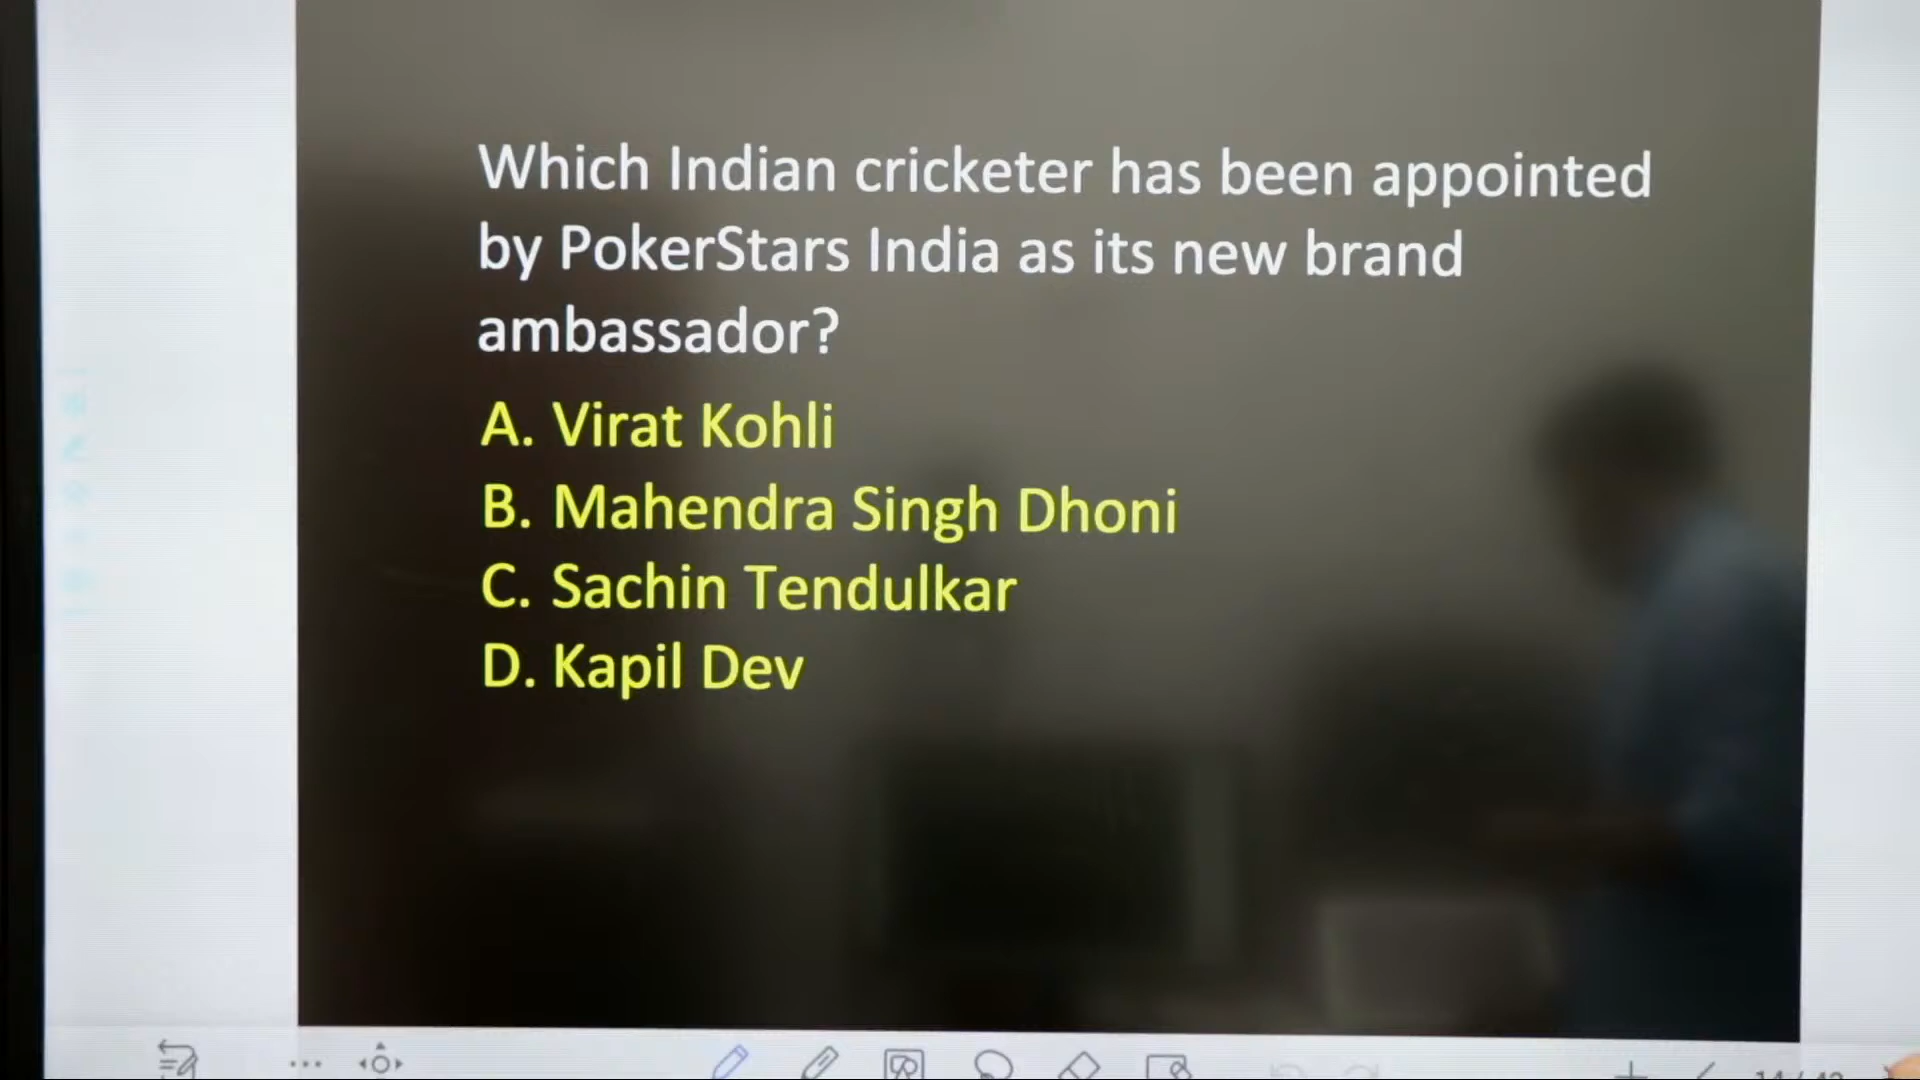 Which Indian cricketer has been appointed
by PokerStars India as its new brand
ambassador?
A. Virat Kohli
B. Mahendra Singh Dhoni
C. Sachin Tendulkar
D. Kapil Dev